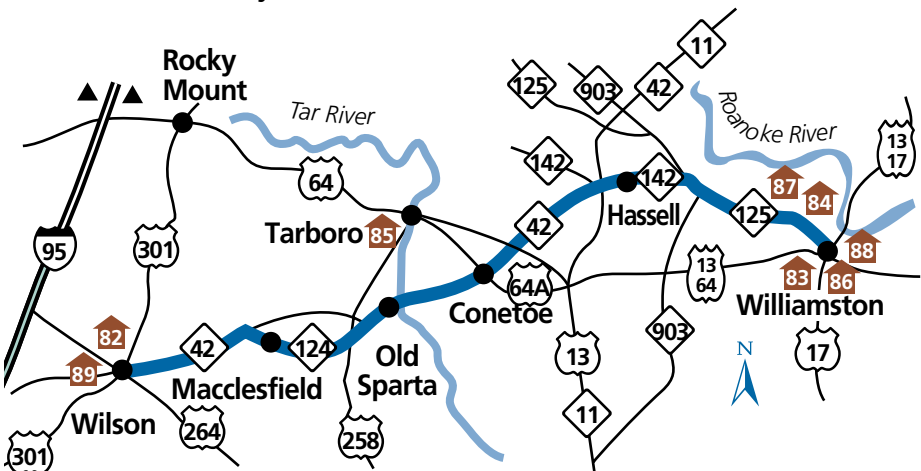 11
Rocky
Mount
125
903
42
Tar River
Roanoke River
13
17
142
64
142
87
84
Hassell
125
42
Tarboro
85
301
95
88
13
64
83
86
64A
Conetoe
Williamston
82
42
124
Old
Sparta
903
13
N
17
89
Macclesfield
Wilson
264
258
11
301